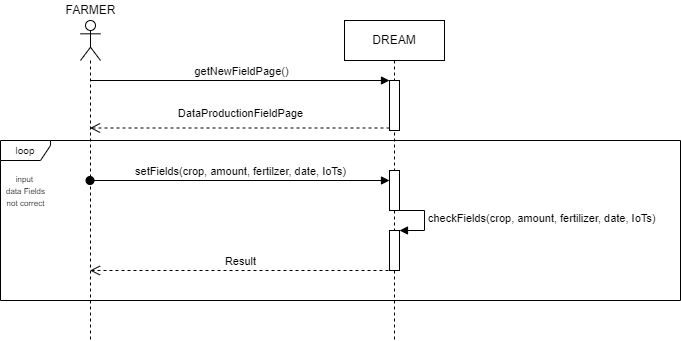 FARMER
DREAM
getNewFieldPage()
DataProductionFieldPage
loop
input
data Fields
not correct
setFields(crop, amount, fertilzer, date, IoTs)
checkFields(crop, amount, fertilizer, date, IoTs)
Result